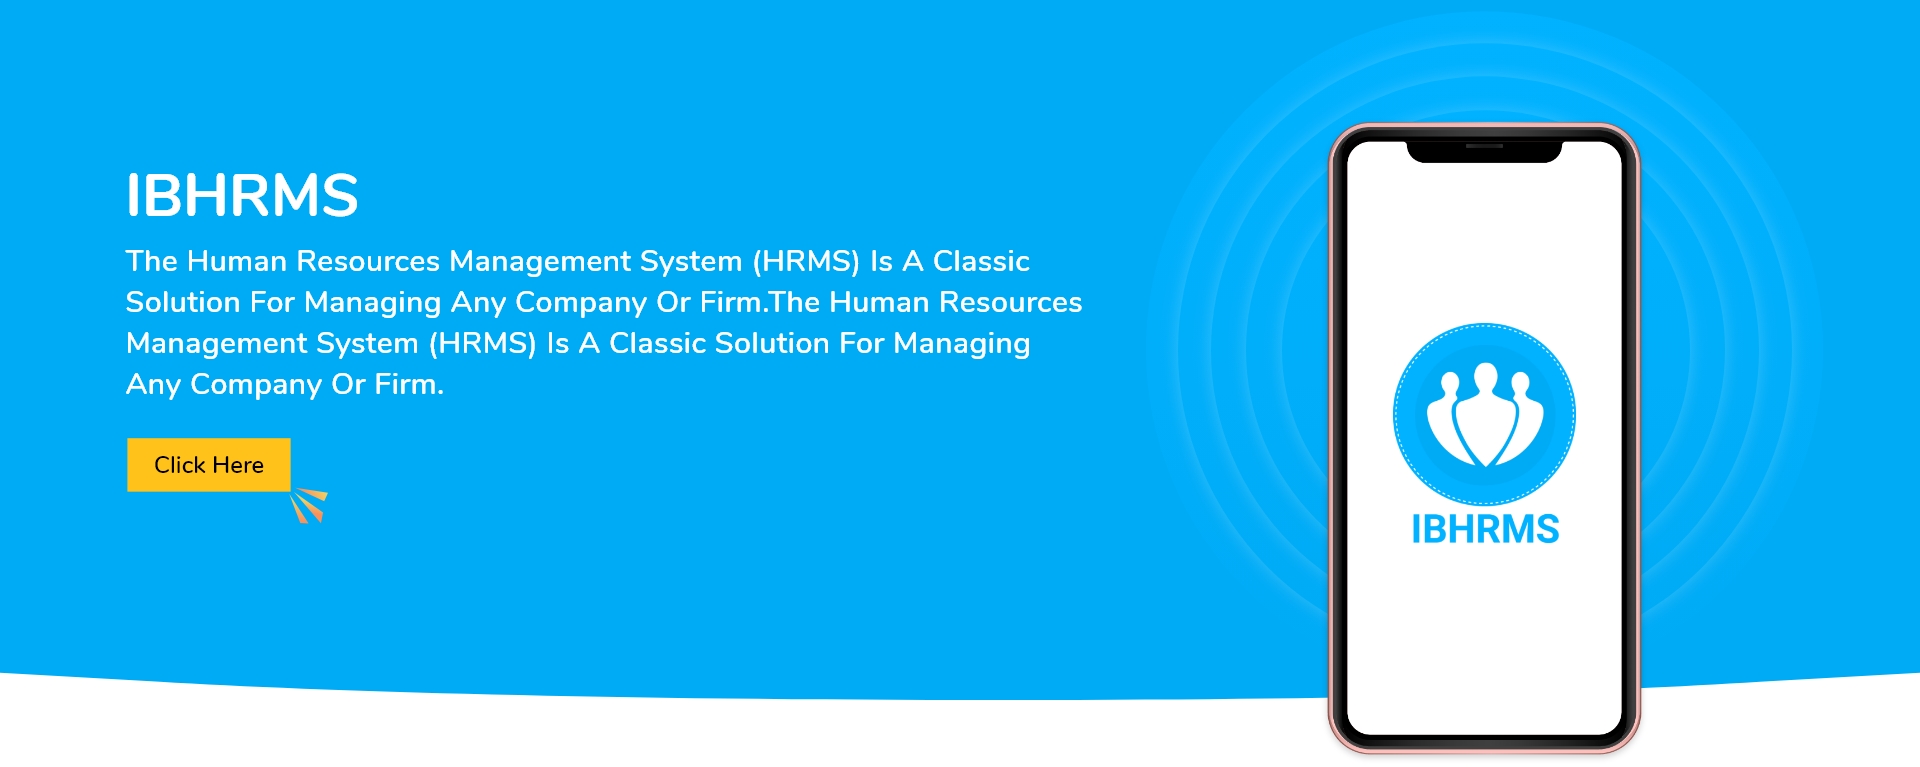 IBHRMS
The Human Resources Management System (HRMS) Is A Classic
Solution For Managing Any Company Or Firm.The Human Resources
Management System (HRMS) Is A Classic Solution For Managing
Any Company Or Firm.
Click Here
IBHRMS